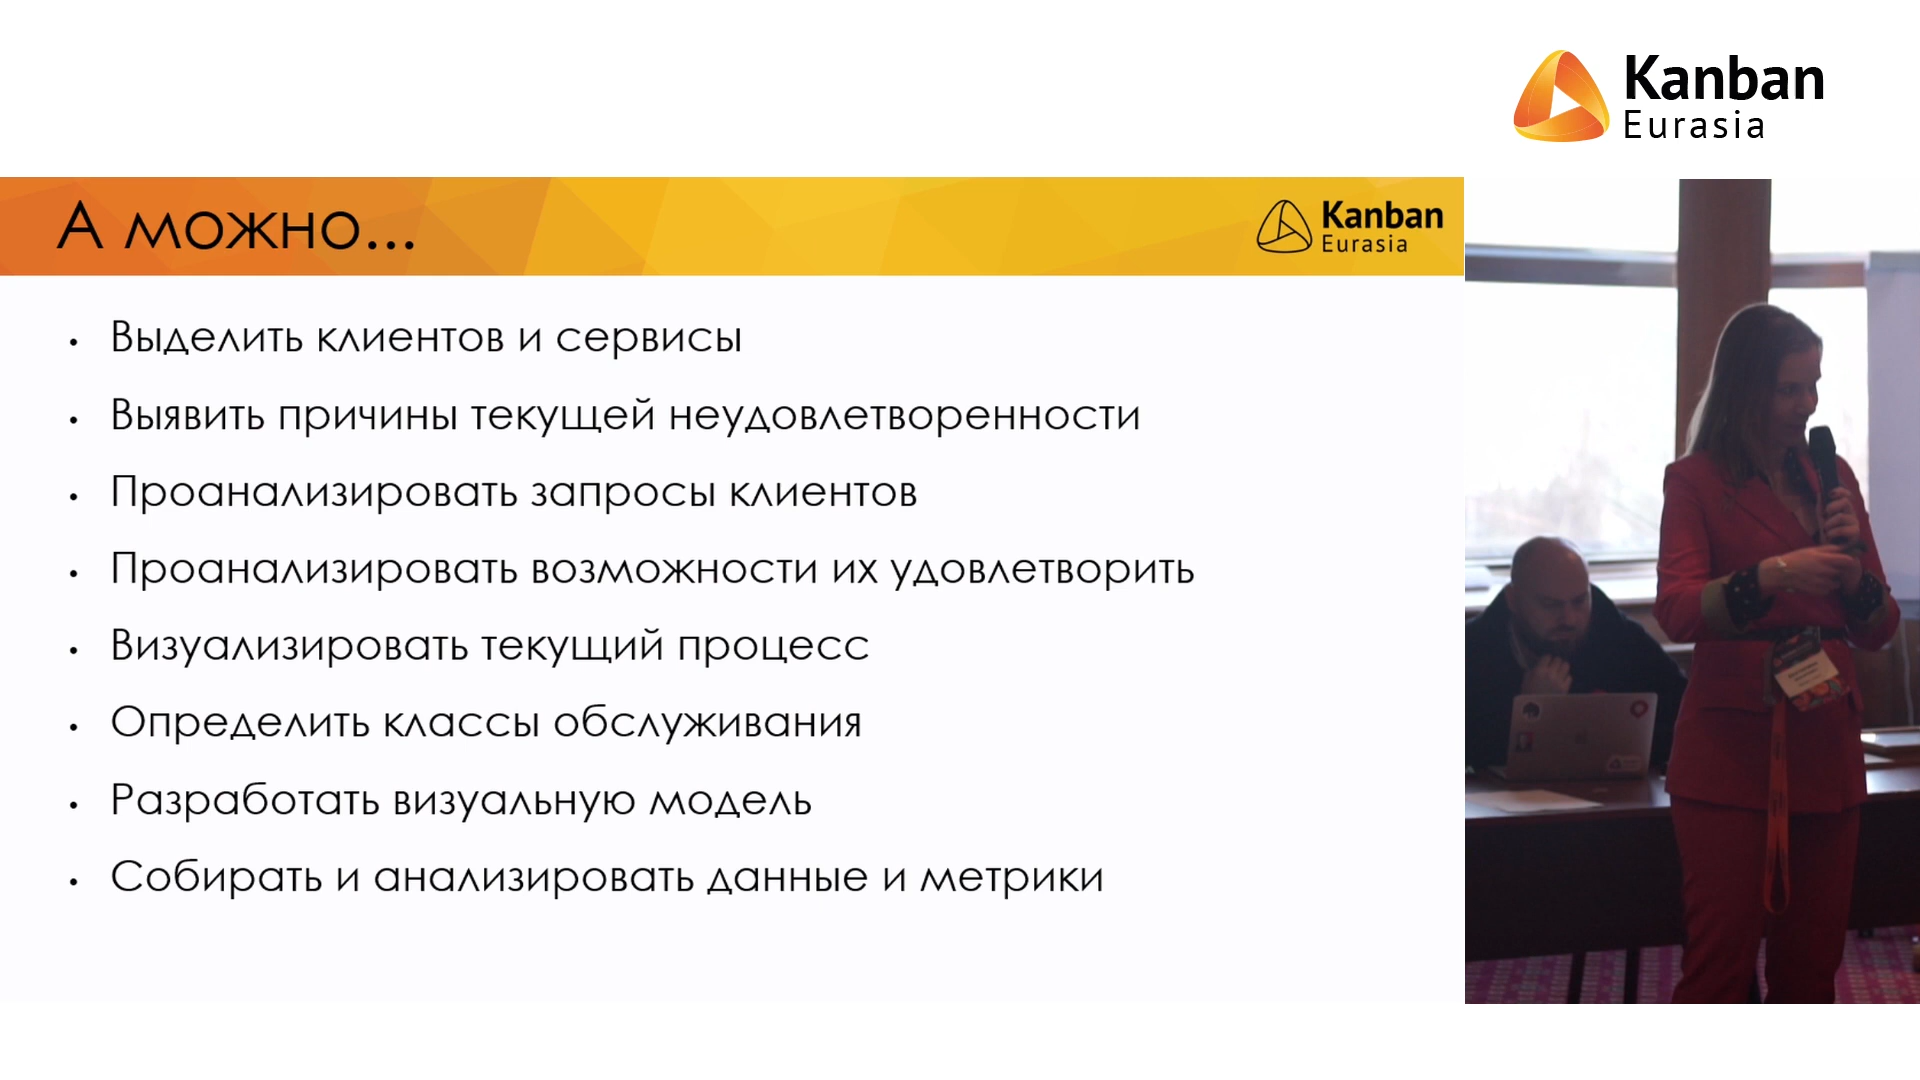 Kanban
Eurasia
А можно...
Kanban
Eurasia
• Выделить клиентов и сервисы
• Выявить причины текущей неудовлетворенности
• Проанализировать запросы клиентов
• Проанализировать возможности их удовлетворить
• Визуализировать текущий процесс
• Определить классы обслуживания
• Разработать визуальную модель
• Собирать и анализировать данные и метрики